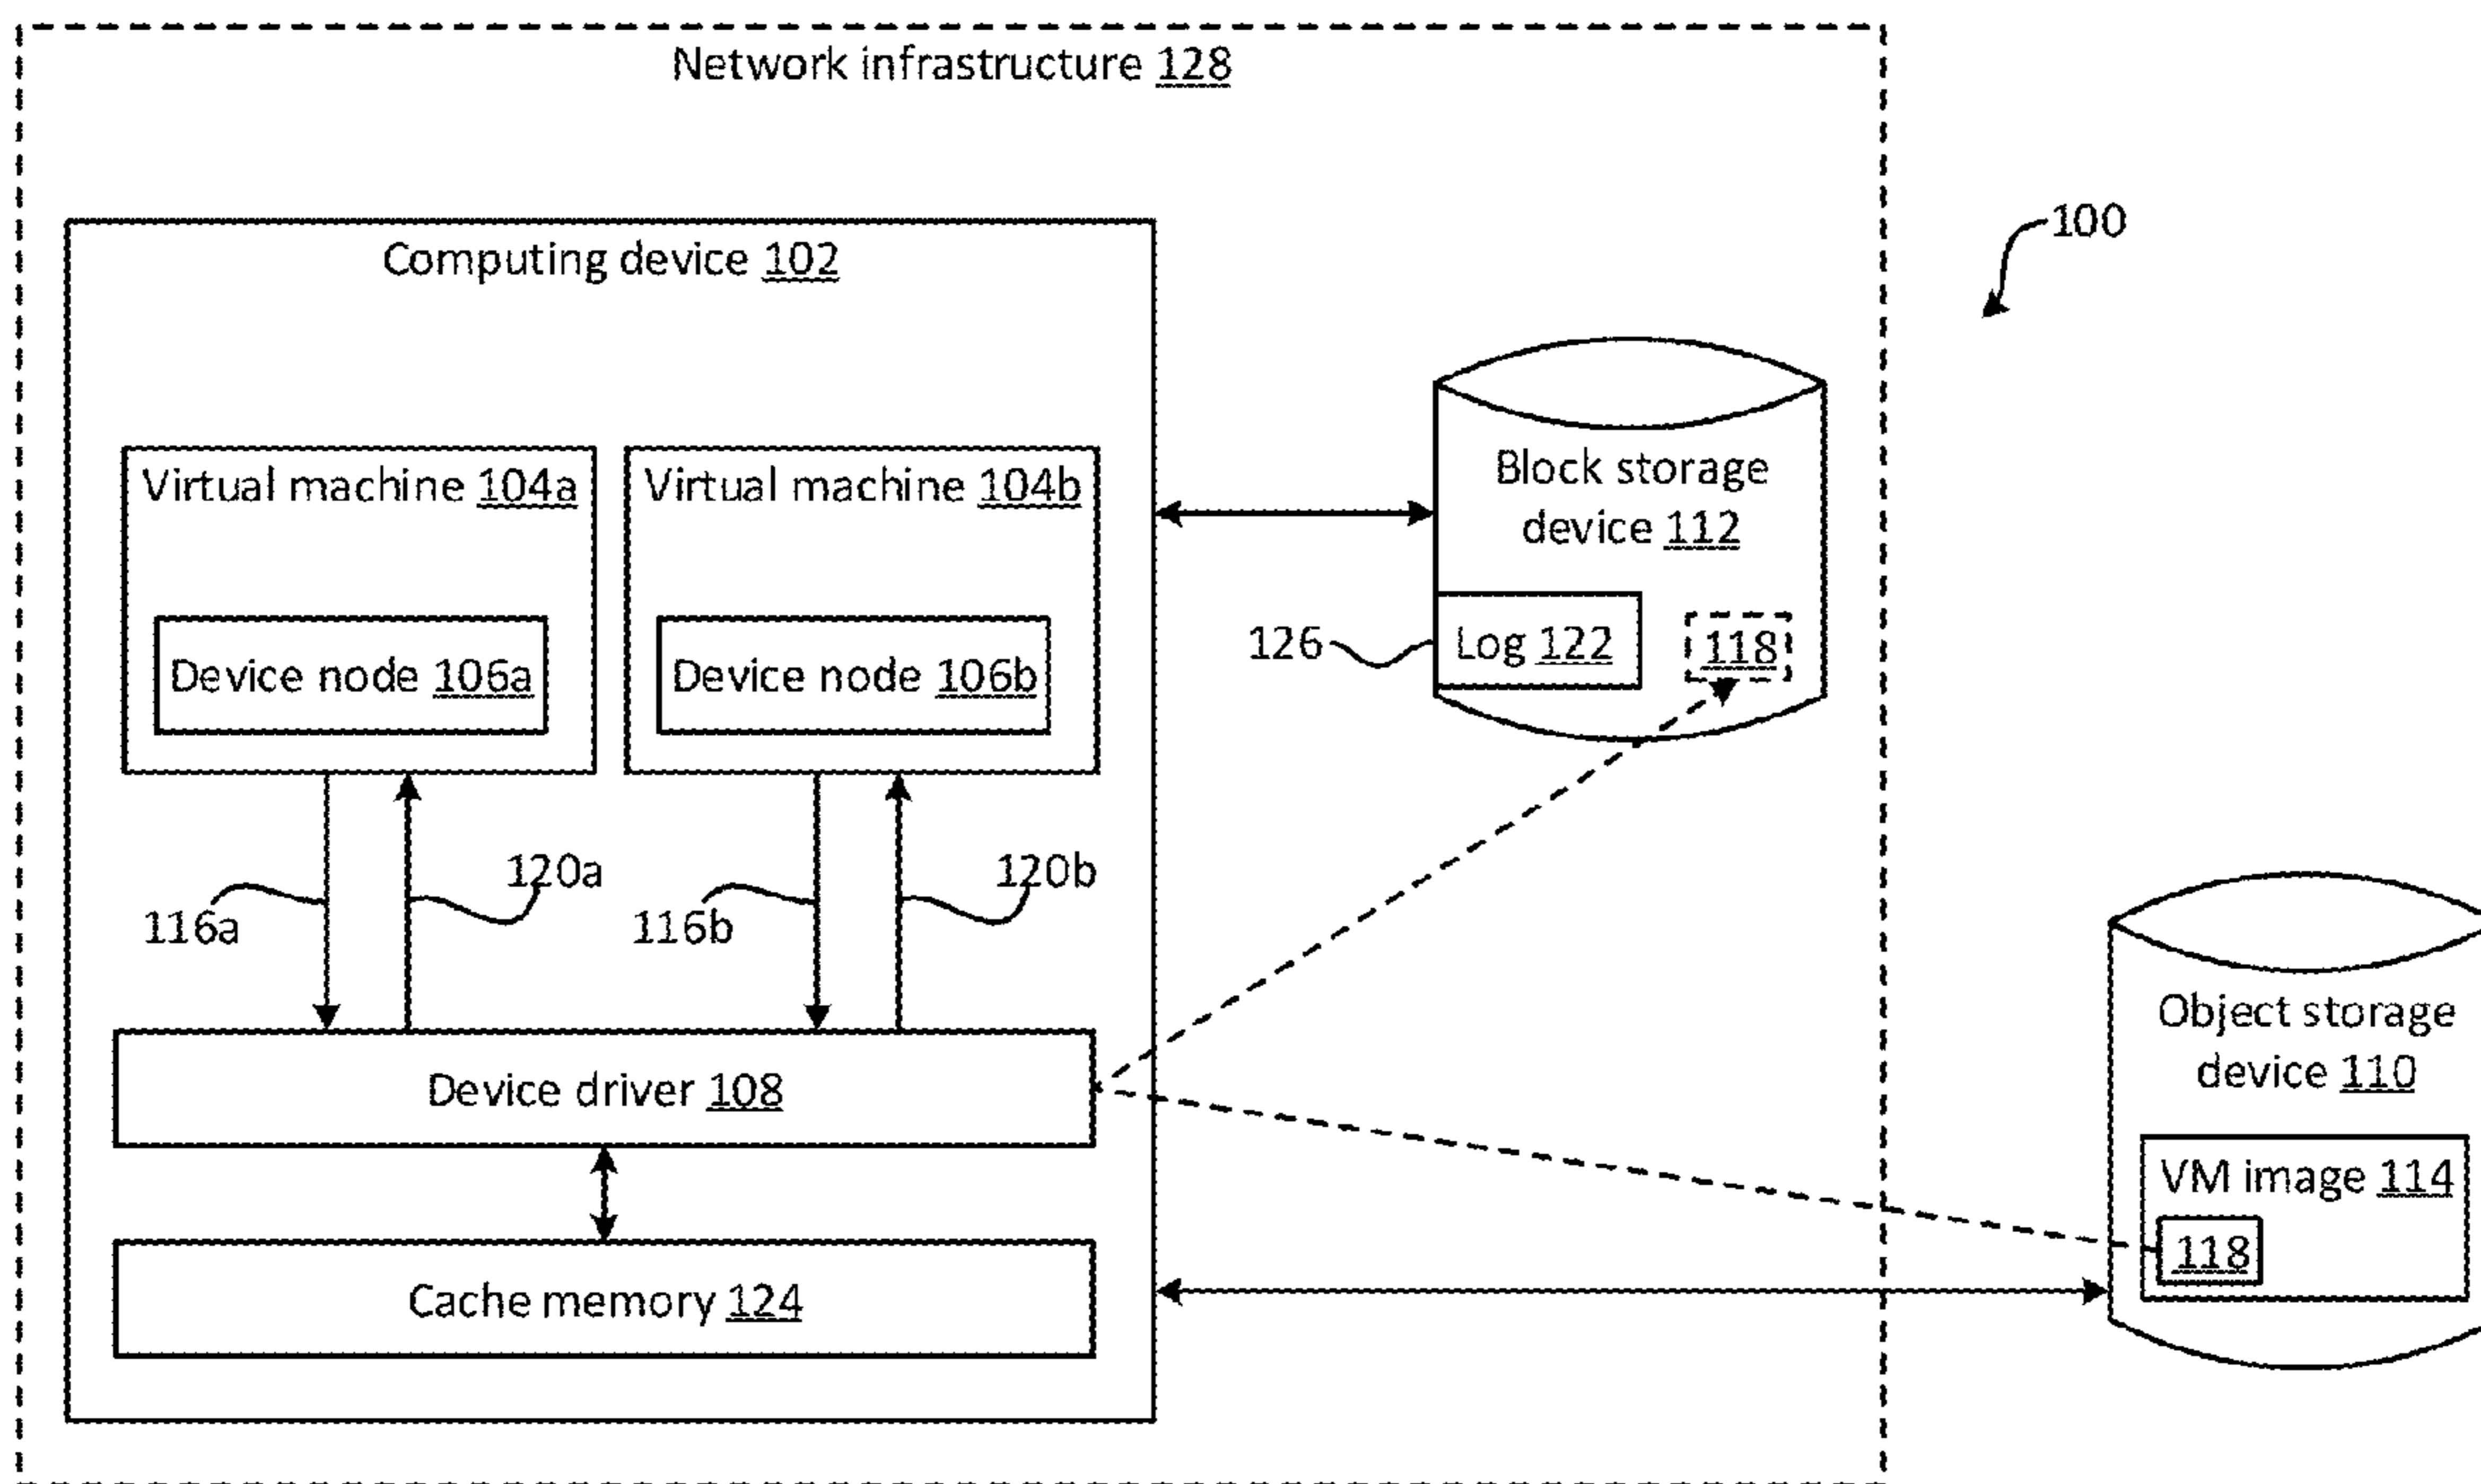 Network infrastructure 128
100
Computing device 102
Virtual machine 104a
Virtual machine 104b
Block storage
device 112
Device node 106a
Device node 106b
126
Log 122
118
120a
120b
116a
116b
Object storage
device 110
Device driver 108
VM image 114
118
Cache memory 124